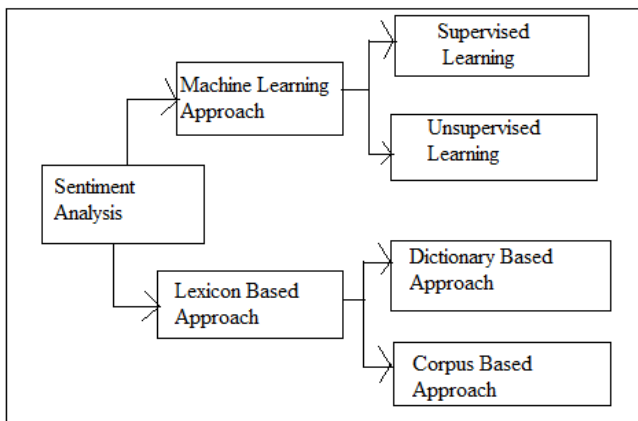 Supervised
Learning
Machine Learning
Approach
Unsupervised
Learning
Sentiment
Analysis
Dictionary Based
Approach
Lexicon Based
Approach
Corpus Based
Approach